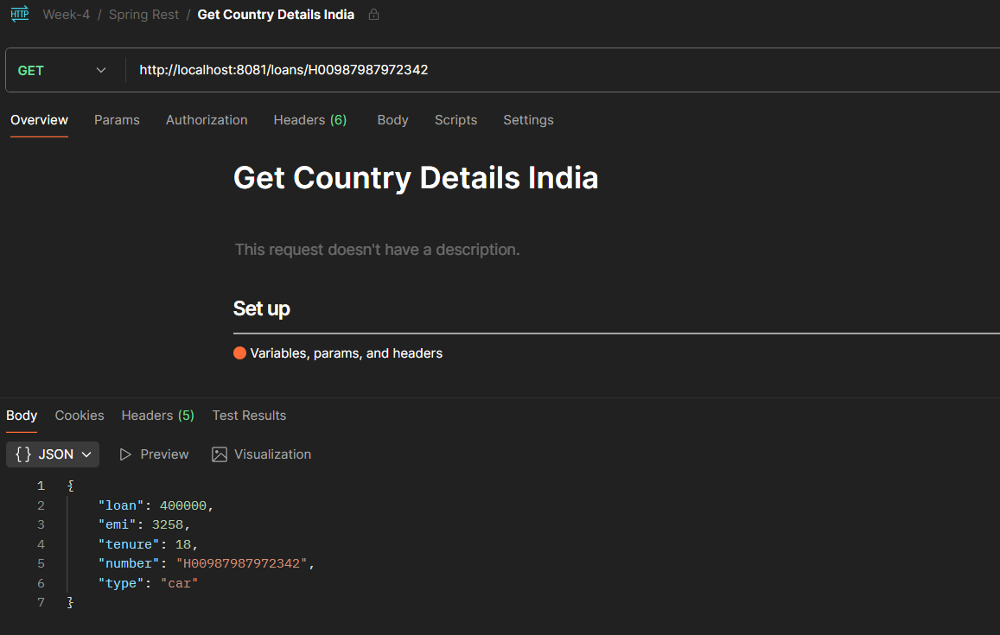 HTTP Week-4 / Spring Rest / Get Country Details India
GET http://localhost:8081/loans/H00987987972342
Overview Params Authorization Headers (6) Body Scripts Settings
Get Country Details India
This request doesn't have a description.
Set up
Variables, params, and headers
Body Cookies Headers (5) Test Results
{} JSON Preview Visualization
1 {
2 "loan": 400000,
3 "emi": 3258,
4 "tenure": 18,
5 "number": "H00987987972342",
6 "type": "car"
7 }